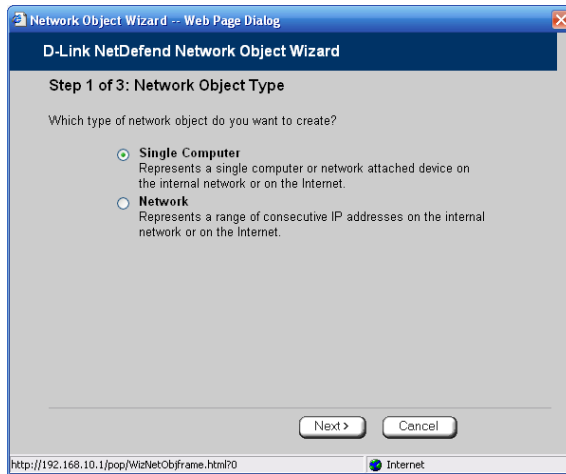 Network Object Wizard -- Web Page Dialog
D-Link NetDefend Network Object Wizard
Step 1 of 3: Network Object Type
Which type of network object do you want to create?
Single Computer
Represents a single computer or network attached device on
the internal network or on the Internet.
Network
Represents a range of consecutive IP addresses on the internal
network or on the Internet.
Next >
Cancel
http://192.168.10.1/pop/WizNetObjframe.html?0
Internet